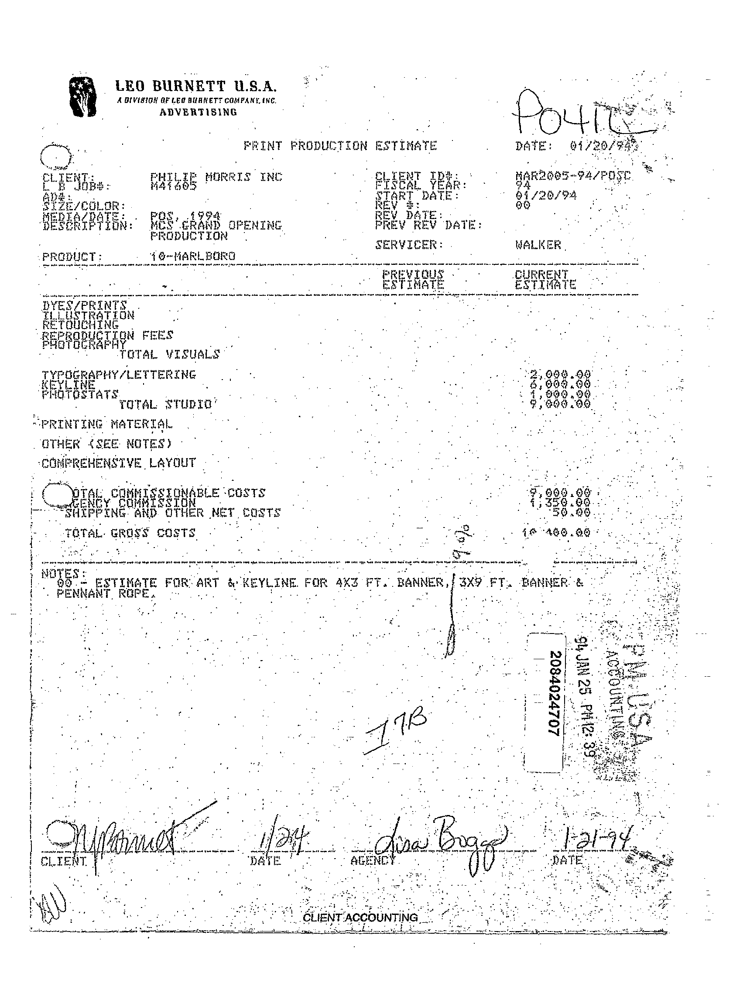 LEO BURNETT U.S.A.
A DIVISION OF LEO BURNETT COMPANY, INC.
ADVERTISING
PRINT PRODUCTION ESTIMATE DATE: 01/20/94
CLIENT: PHILIP MORRIS INC CLIENT ID#: MAR2005-94/POSC
L B JOB#: M41605 FISCAL YEAR: 94
AD#: START DATE: 01/20/94
SIZE/COLOR: REV #: 00
MEDIA/DATE: POS, 1994 REV DATE:
DESCRIPTION: MCS GRAND OPENING PREV REV DATE:
PRODUCTION
SERVICER: WALKER
PRODUCT: 10-MARLBORO
PREVIOUS CURRENT
ESTIMATE ESTIMATE
DYES/PRINTS
ILLUSTRATION
RETOUCHING
REPRODUCTION FEES
PHOTOGRAPHY
TOTAL VISUALS
TYPOGRAPHY/LETTERING 2,000.00
KEYLINE 6,000.00
PHOTOSTATS 1,000.00
TOTAL STUDIO 9,000.00
PRINTING MATERIAL
OTHER (SEE NOTES)
COMPREHENSIVE LAYOUT
OTAL COMMISSIONABLE COSTS 9,000.00
GENCY COMMISSION 1,350.00
SHIPPING AND OTHER NET COSTS 50.00
TOTAL GROSS COSTS 10 400.00
NOTES:
00 - ESTIMATE FOR ART & KEYLINE FOR 4X3 FT. BANNER, 3X9 FT. BANNER &
PENNANT ROPE.
PM USA
ACCOUNTING
94 JAN 25 PM 12: 39
2084024707
17B
1/24 Lisa Boggs 1-21-94
CLIENT DATE AGENCY DATE
CLIENT ACCOUNTING